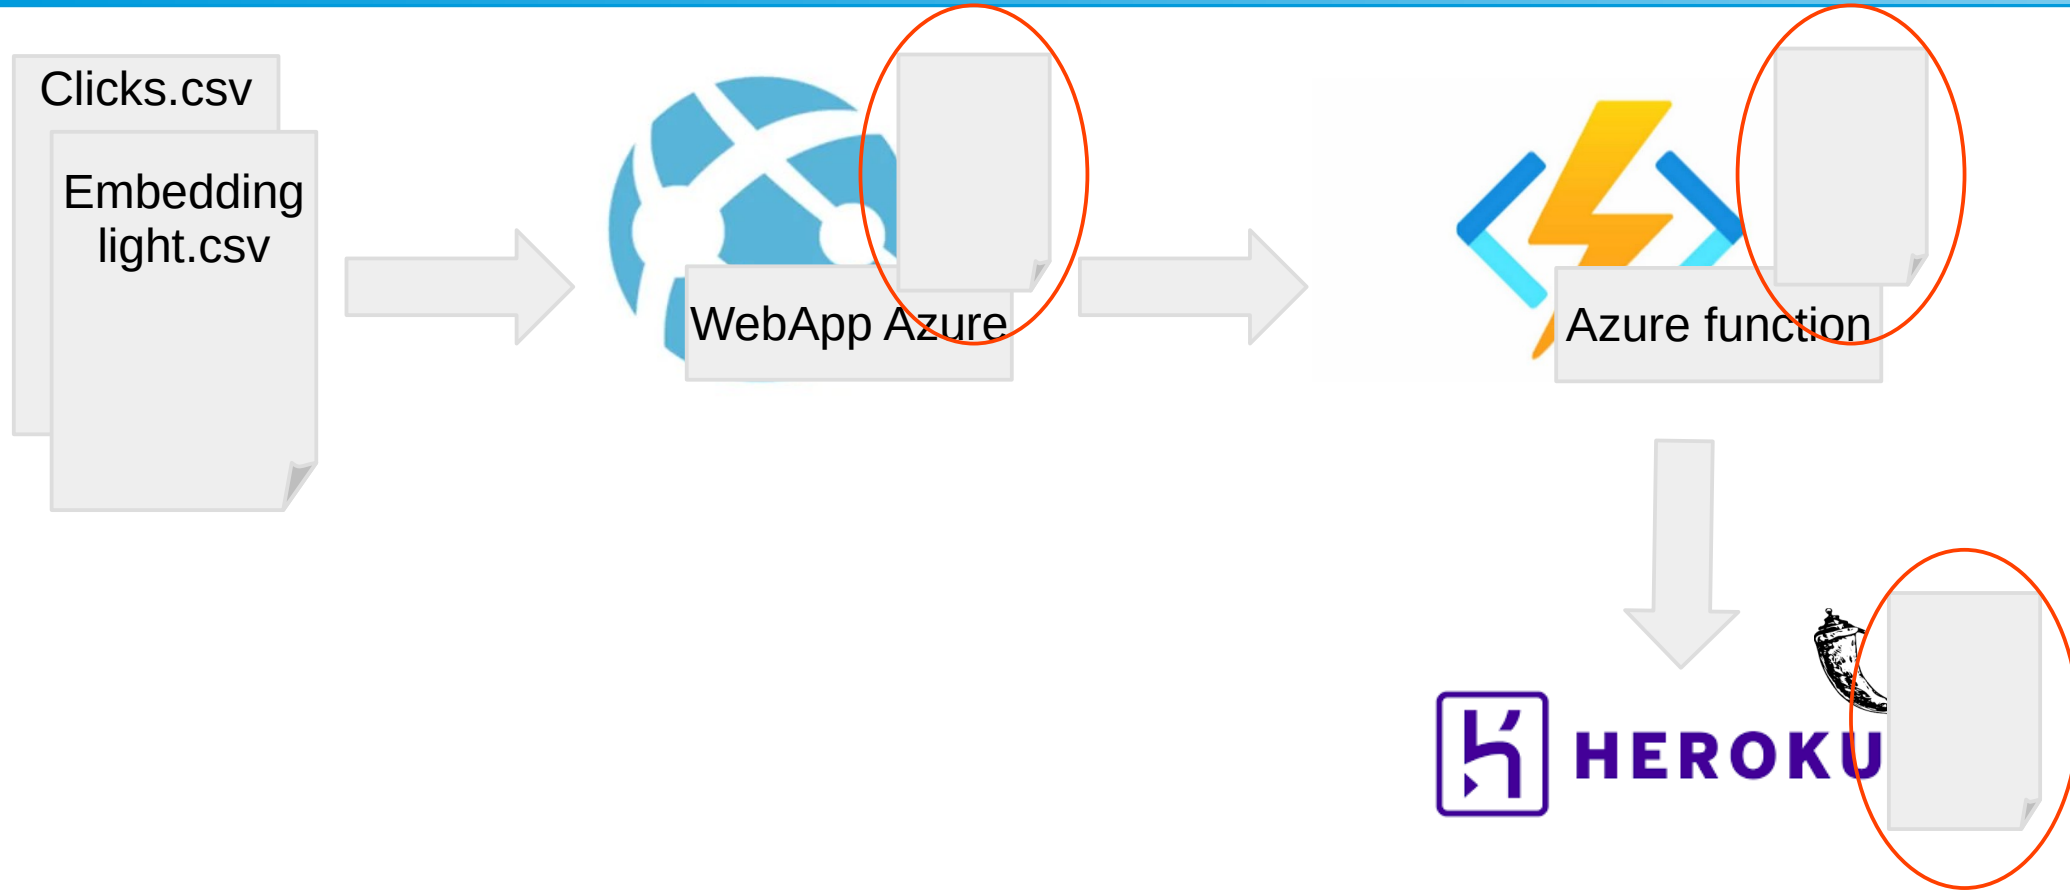 Clicks.csv
Embedding
light.csv
WebApp Azure
Azure function
HEROKU